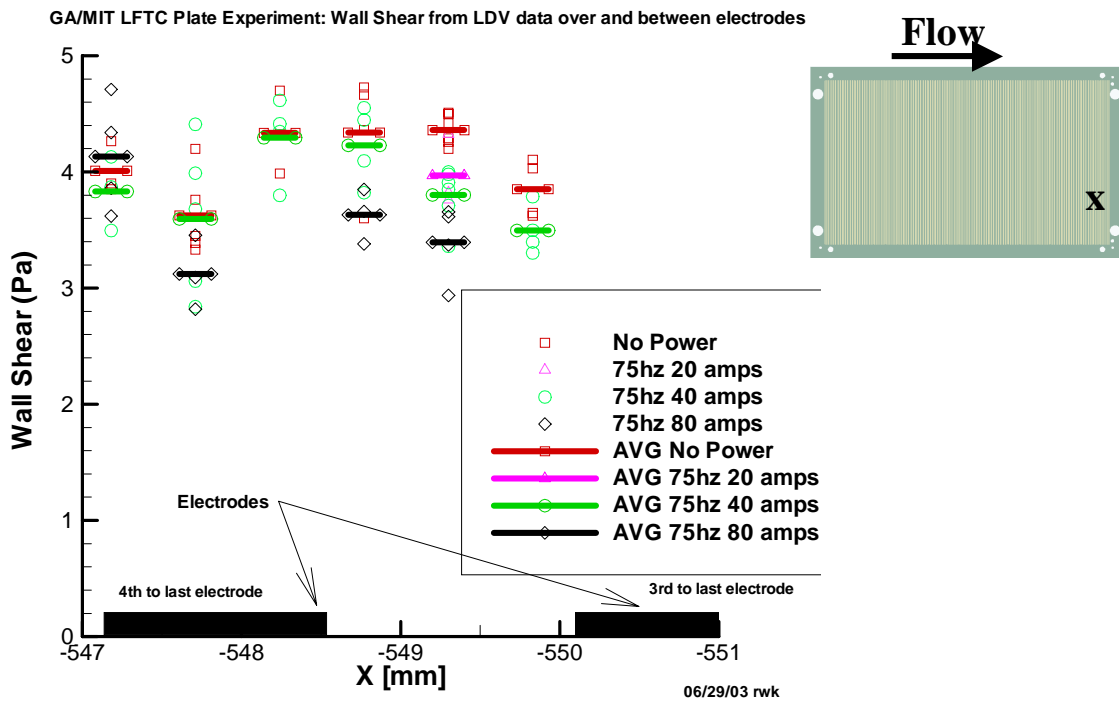 GA/MIT LFTC Plate Experiment: Wall Shear from LDV data over and between electrodes
Flow
x
5
4
3
2
1
0
Wall Shear (Pa)
No Power
75hz 20 amps
75hz 40 amps
75hz 80 amps
AVG No Power
AVG 75hz 20 amps
AVG 75hz 40 amps
AVG 75hz 80 amps
Electrodes
4th to last electrode
3rd to last electrode
-547
-548
-549
-550
-551
X [mm]
06/29/03 rwk